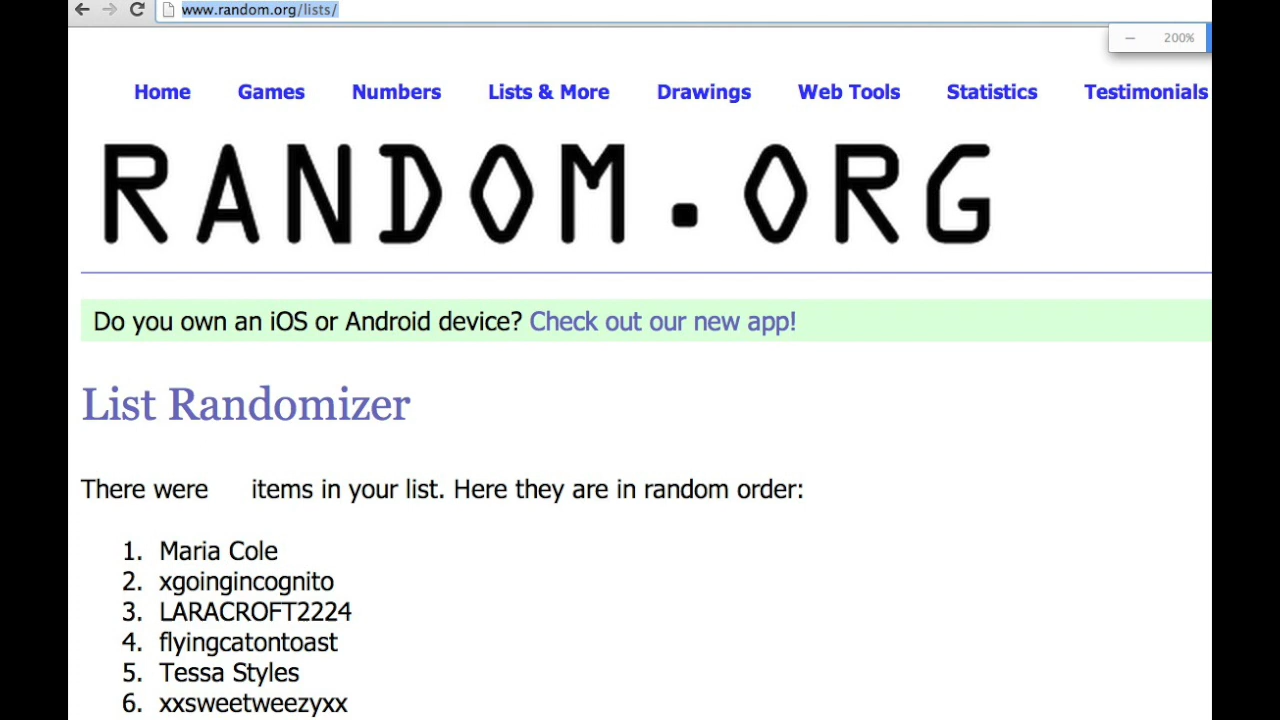 www.random.org/lists/
200%
Home Games Numbers Lists & More Drawings Web Tools Statistics Testimonials
RANDOM.ORG
Do you own an iOS or Android device? Check out our new app!
List Randomizer
There were items in your list. Here they are in random order:
1. Maria Cole
2. xgoingincognito
3. LARACROFT2224
4. flyingcatontoast
5. Tessa Styles
6. xxsweetweezyxx